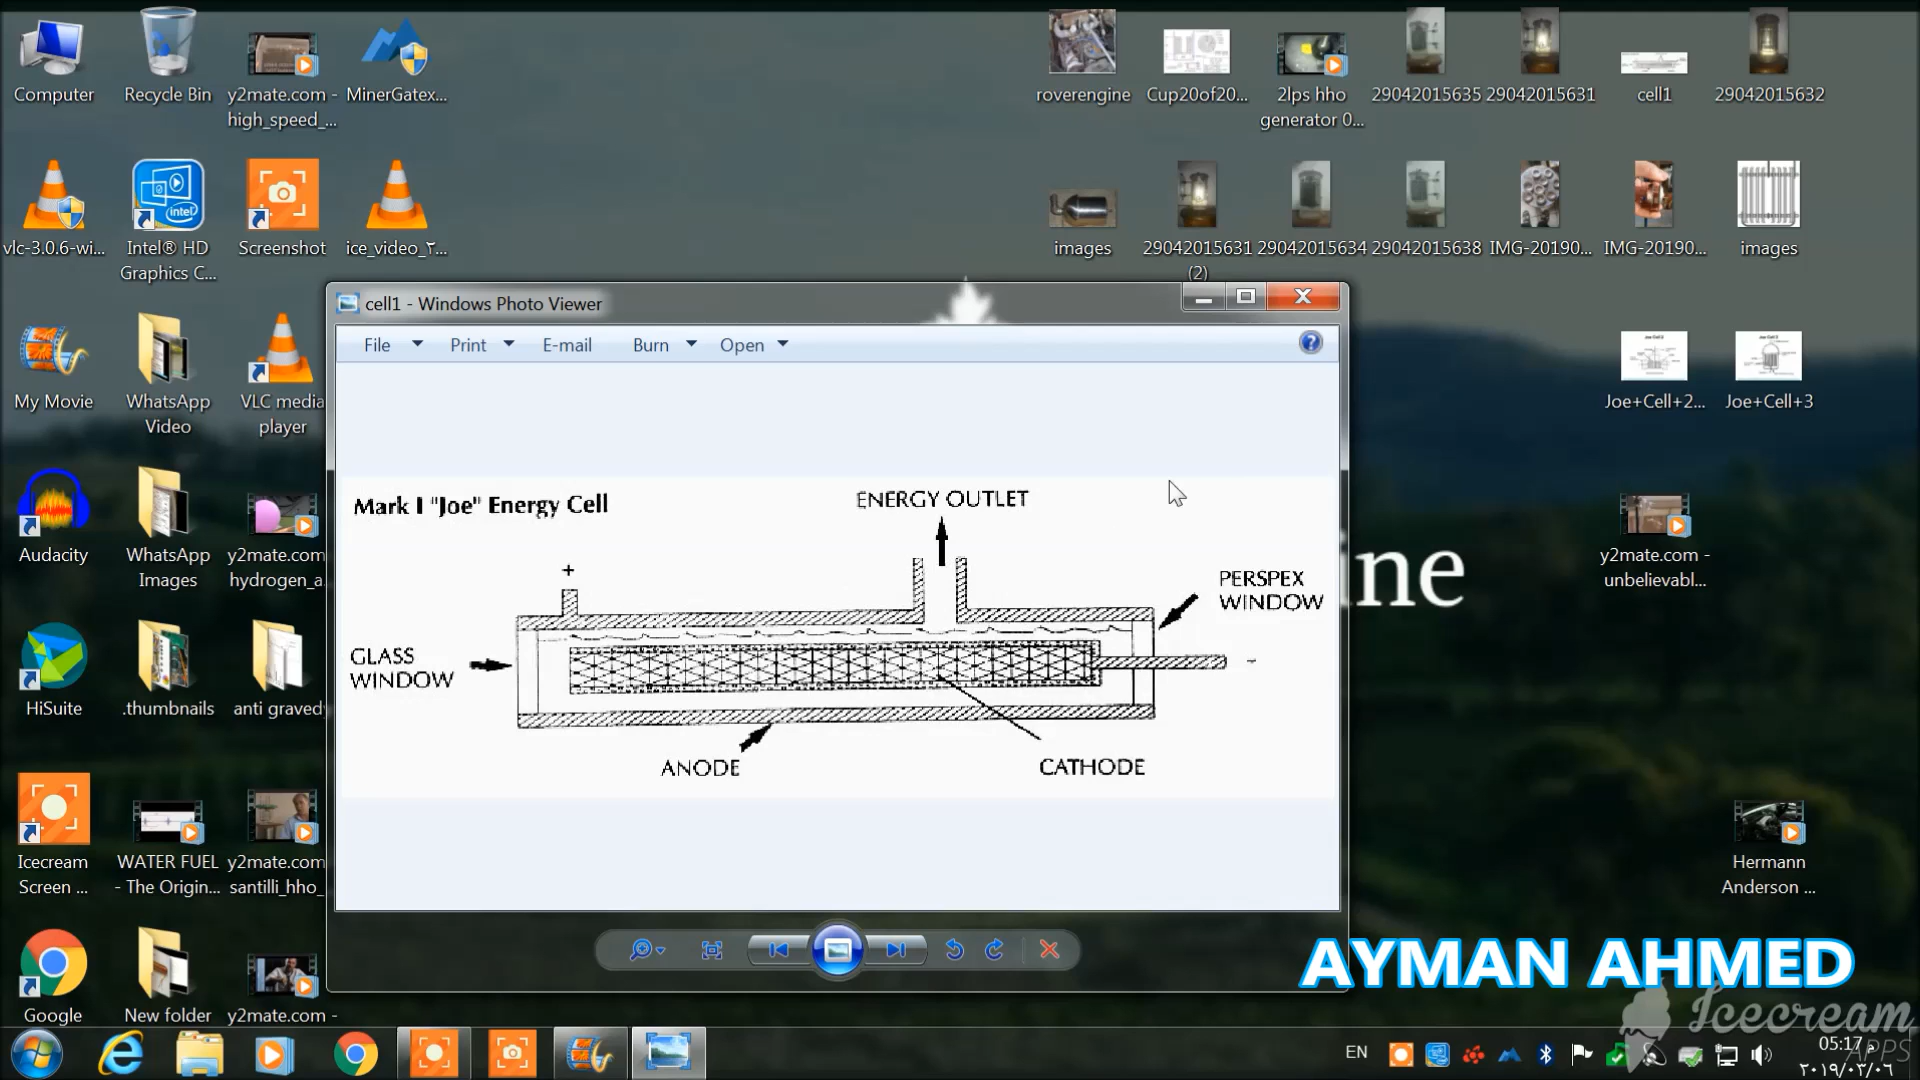 Computer
Recycle Bin
y2mate.com -
high_speed_...
MinerGatex...
roverengine
Cup20of20...
2lps hho
generator 0...
29042015635
29042015631
cell1
29042015632
vlc-3.0.6-wi...
Intel® HD
Graphics C...
Screenshot
ice_video_٢...
images
29042015631
(2)
29042015634
29042015638
IMG-20190...
IMG-20190...
images
My Movie
WhatsApp
Video
VLC media
player
Joe+Cell+2...
Joe+Cell+3
cell1 - Windows Photo Viewer
File
Print
E-mail
Burn
Open
Mark I "Joe" Energy Cell
ENERGY OUTLET
+
PERSPEX
WINDOW
GLASS
WINDOW
-
ANODE
CATHODE
ine
Audacity
WhatsApp
Images
y2mate.com
hydrogen_a.
y2mate.com -
unbelievabl...
HiSuite
.thumbnails
anti gravedy
Icecream
Screen ...
WATER FUEL
- The Origin...
y2mate.com
santilli_hho_
Hermann
Anderson ...
Google
New folder
y2mate.com -
AYMAN AHMED
Icecream
APPS
EN
05:17 م
٢٠١٩/٠٣/٠٦